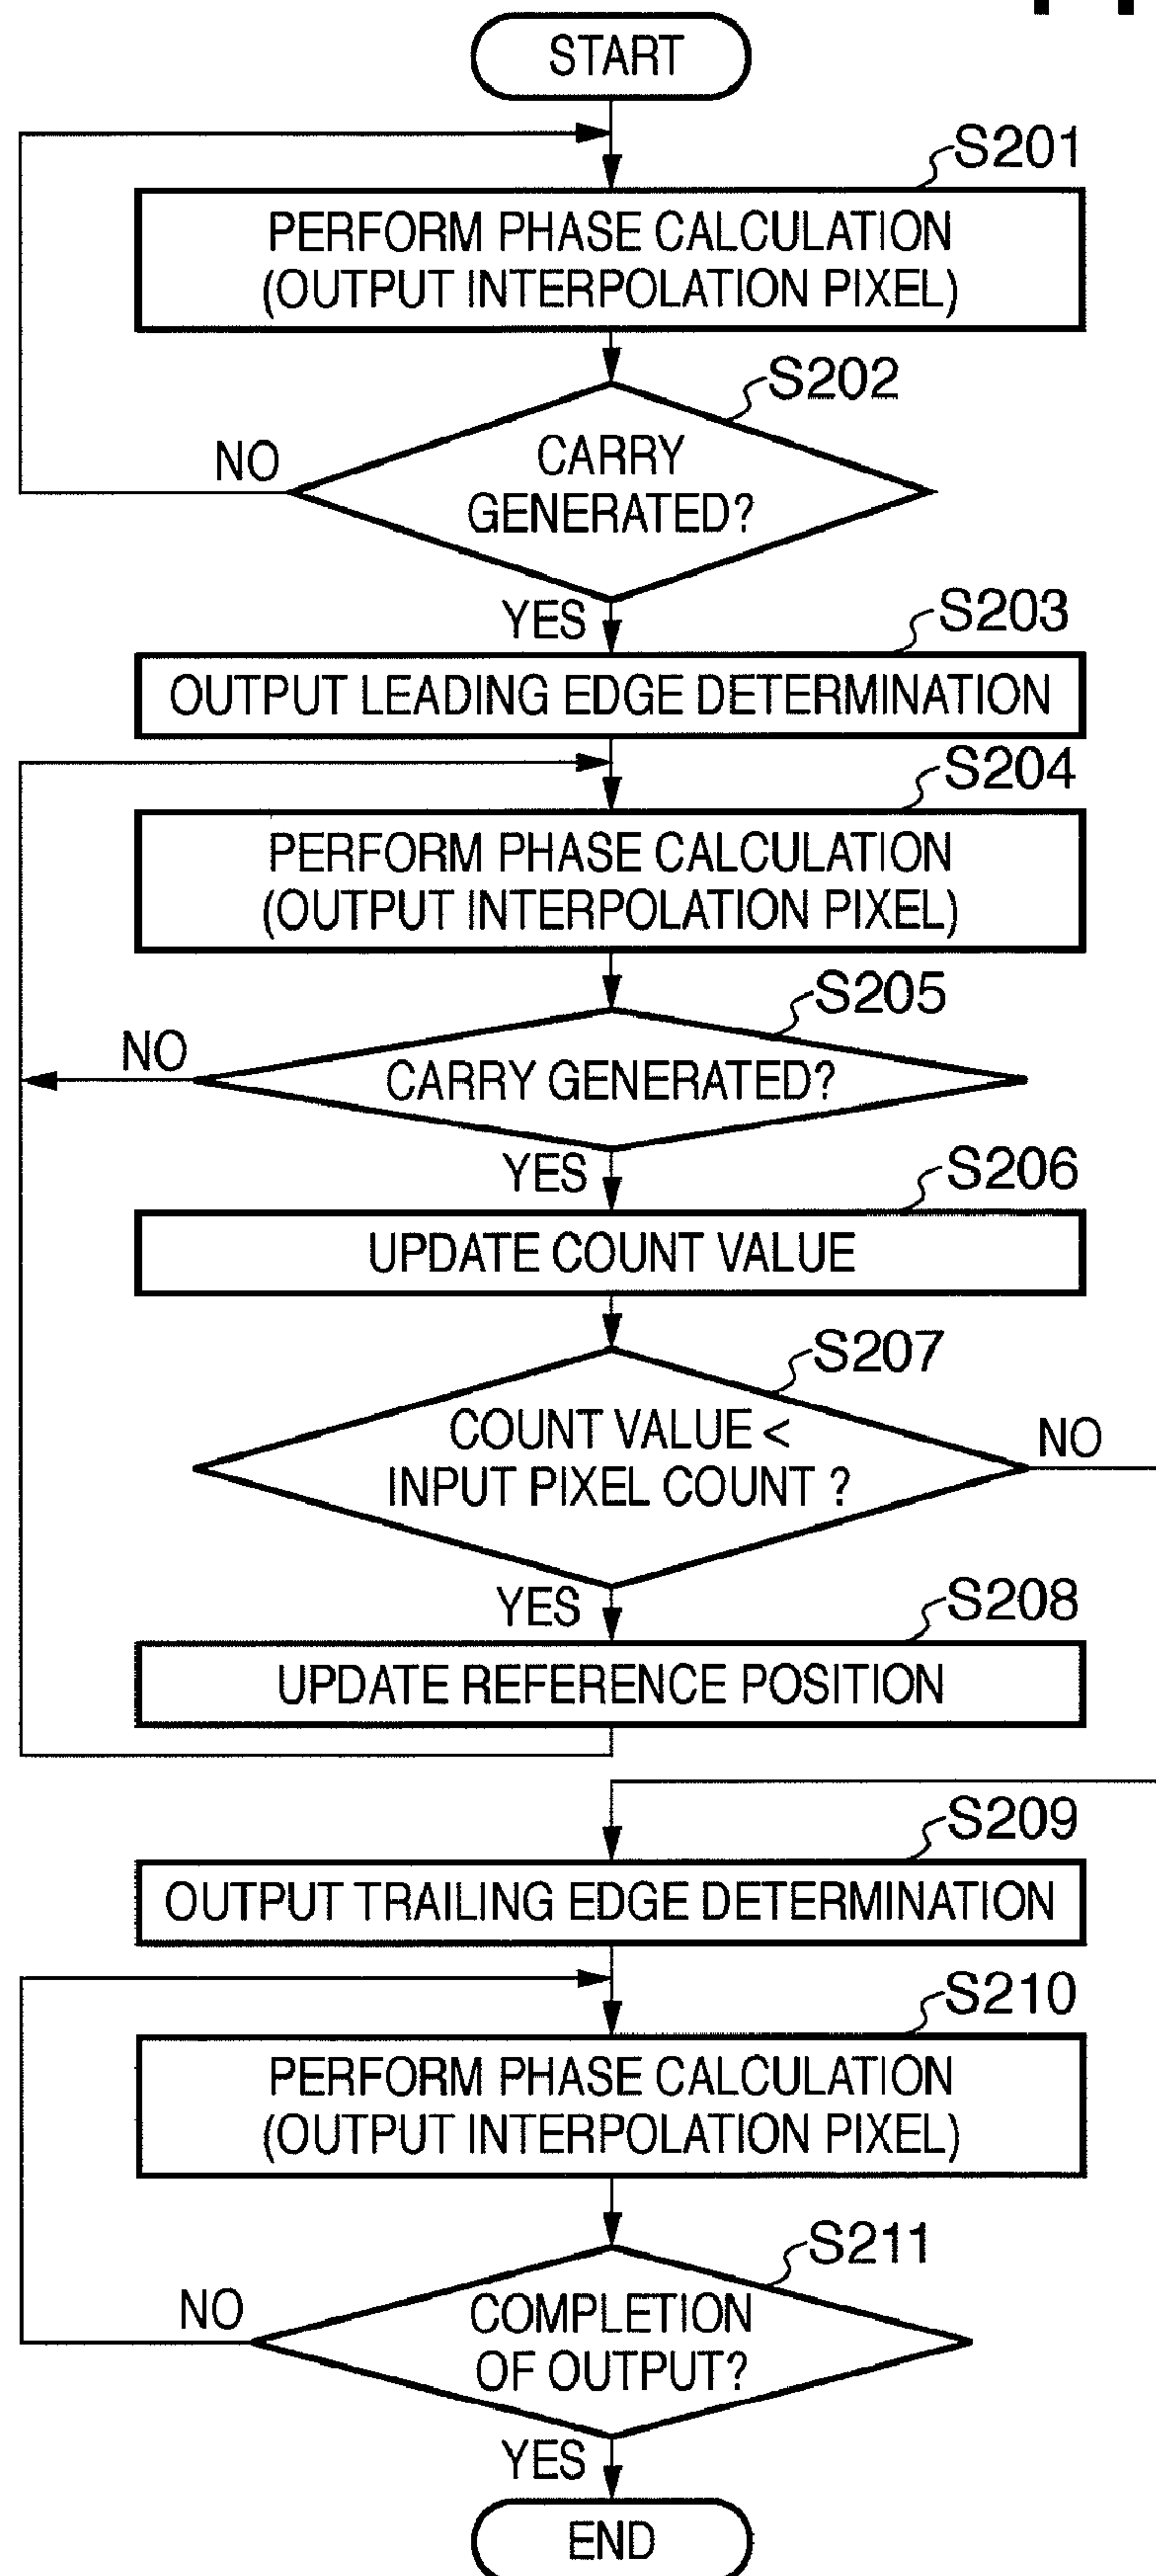 START
S201
PERFORM PHASE CALCULATION
(OUTPUT INTERPOLATION PIXEL)
S202
CARRY
GENERATED?
NO
YES
S203
OUTPUT LEADING EDGE DETERMINATION
S204
PERFORM PHASE CALCULATION
(OUTPUT INTERPOLATION PIXEL)
S205
NO
CARRY GENERATED?
YES
S206
UPDATE COUNT VALUE
S207
COUNT VALUE <
INPUT PIXEL COUNT ?
NO
YES
S208
UPDATE REFERENCE POSITION
S209
OUTPUT TRAILING EDGE DETERMINATION
S210
PERFORM PHASE CALCULATION
(OUTPUT INTERPOLATION PIXEL)
S211
NO
COMPLETION
OF OUTPUT?
YES
END